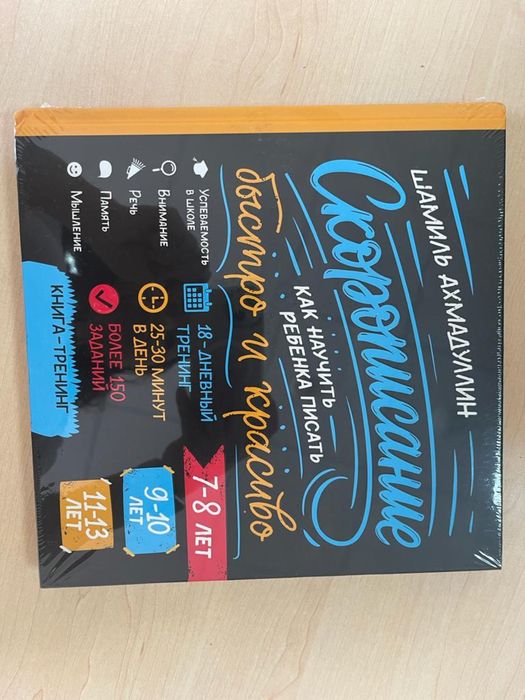 ШАМИЛЬ АХМАДУЛЛИН
Скорописание
КАК НАУЧИТЬ
РЕБЕНКА ПИСАТЬ
быстро и красиво
7-8 ЛЕТ
УСПЕВАЕМОСТЬ
В ШКОЛЕ
ВНИМАНИЕ
РЕЧЬ
ПАМЯТЬ
МЫШЛЕНИЕ
18-ДНЕВНЫЙ
ТРЕНИНГ
25-30 МИНУТ
В ДЕНЬ
БОЛЕЕ 150
ЗАДАНИЙ
9-10
ЛЕТ
11-13
ЛЕТ
КНИГА-ТРЕНИНГ